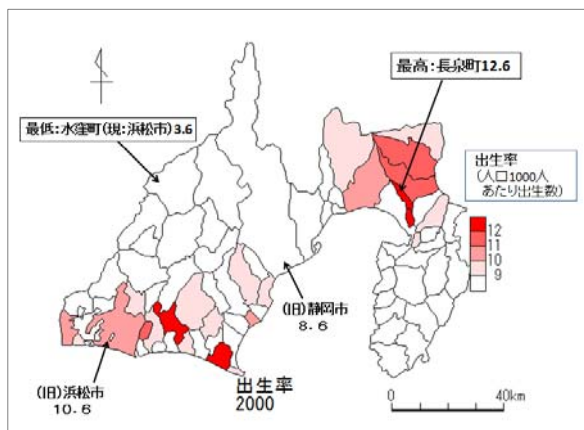 最高：長泉町12.6
最低：水窪町(現：浜松市)3.6
出生率
(人口1000人
あたり出生数)
12
11
10
9
(旧)静岡市
8.6
(旧)浜松市
10.6
出生率
2000
0
40km